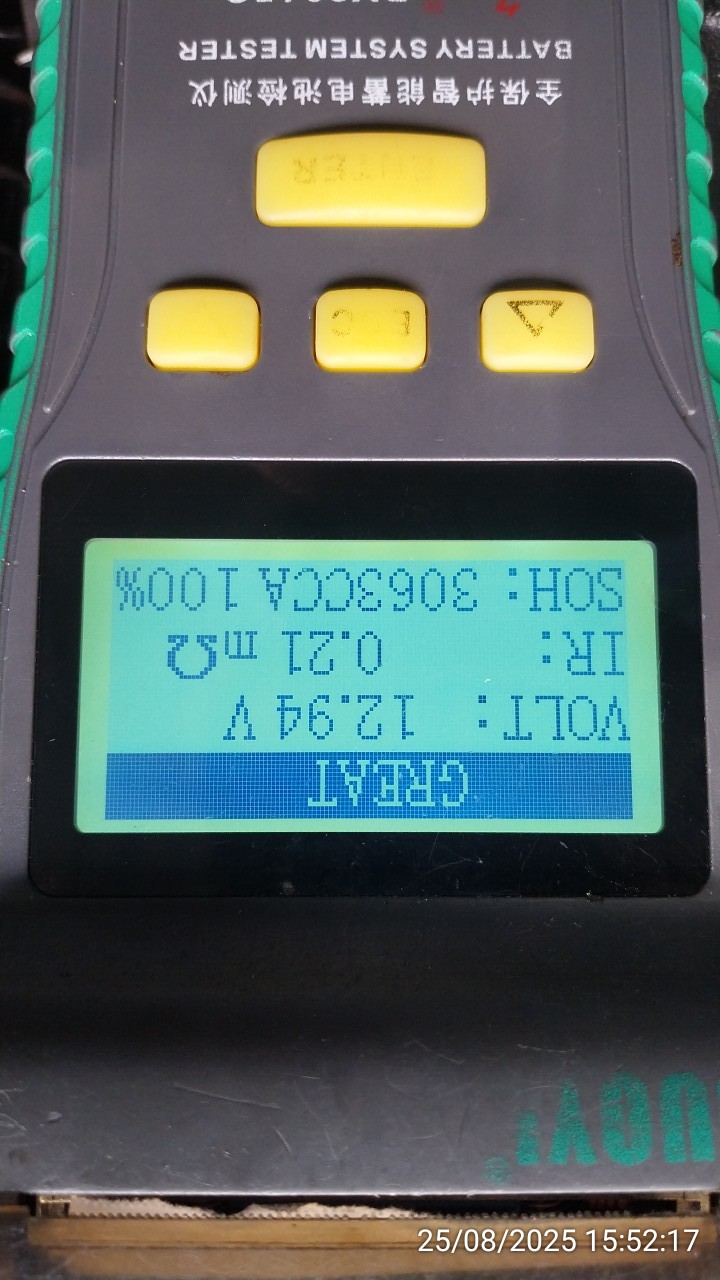 GREAT
VOLT: 12.94 V
IR: 0.21 mΩ
SOH: 3063CCA 100%
ENTER
全保护智能蓄电池检测仪
BATTERY SYSTEM TESTER
25/08/2025 15:52:17